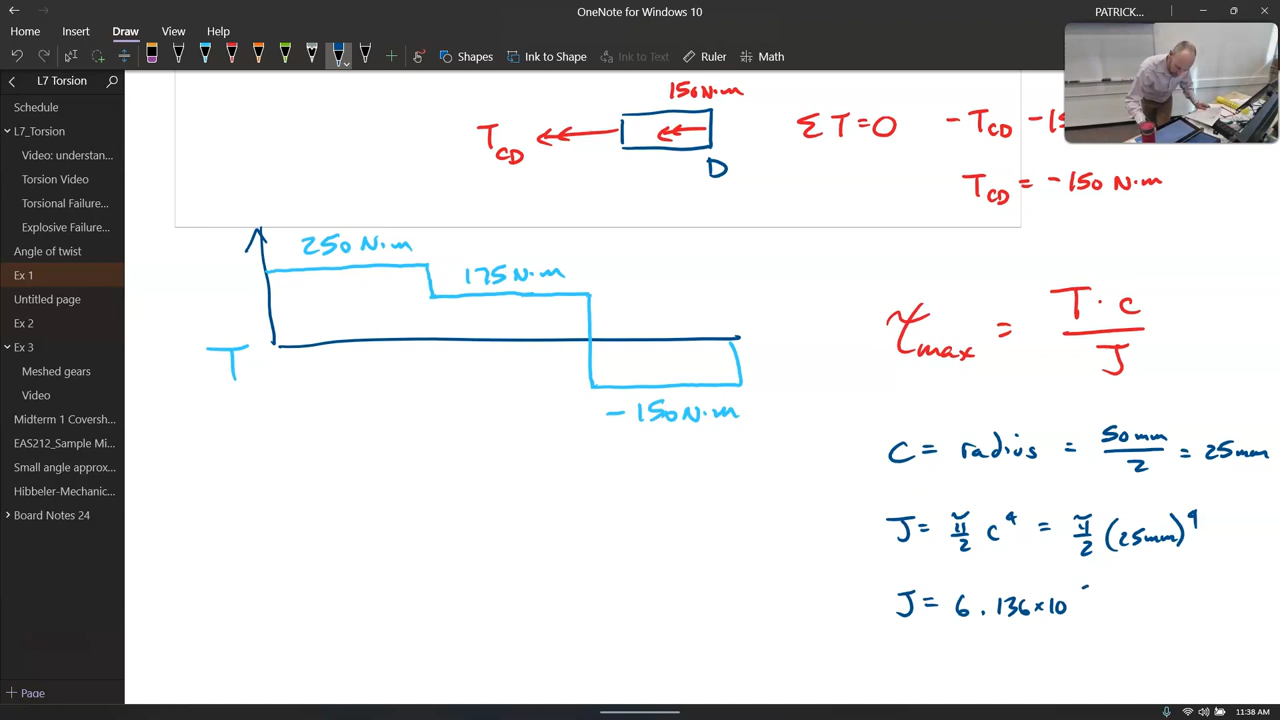 OneNote for Windows 10
PATRICK...
Home Insert Draw View Help
Shapes Ink to Shape Ink to Text Ruler Math
L7 Torsion
Schedule
L7_Torsion
Video: understan...
Torsion Video
Torsional Failure...
Explosive Failure...
Angle of twist
Ex 1
Untitled page
Ex 2
Ex 3
Meshed gears
Video
Midterm 1 Coversh...
EAS212_Sample Mi...
Small angle approx...
Hibbeler-Mechanic...
Board Notes 24
Page
150 N·m
T_CD
D
ΣT=0
-T_CD -15
T_CD = -150 N·m
250 N·m
175 N·m
T
-150 N·m
τ_max = T·c / J
C = radius = 50mm / 2 = 25mm
J = π/2 c^4 = π/2 (25mm)^4
J = 6.136×10
11:38 AM